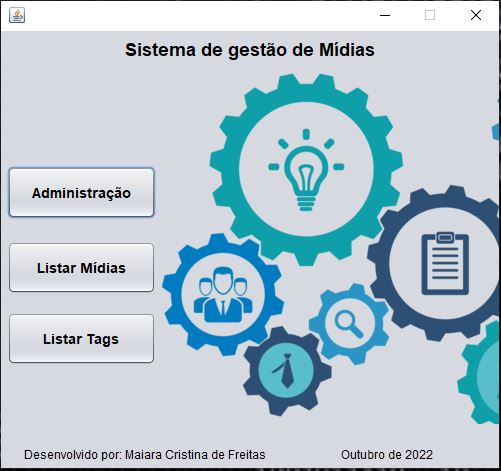 Sistema de gestão de Mídias
Administração
Listar Mídias
Listar Tags
Desenvolvido por: Maiara Cristina de Freitas
Outubro de 2022